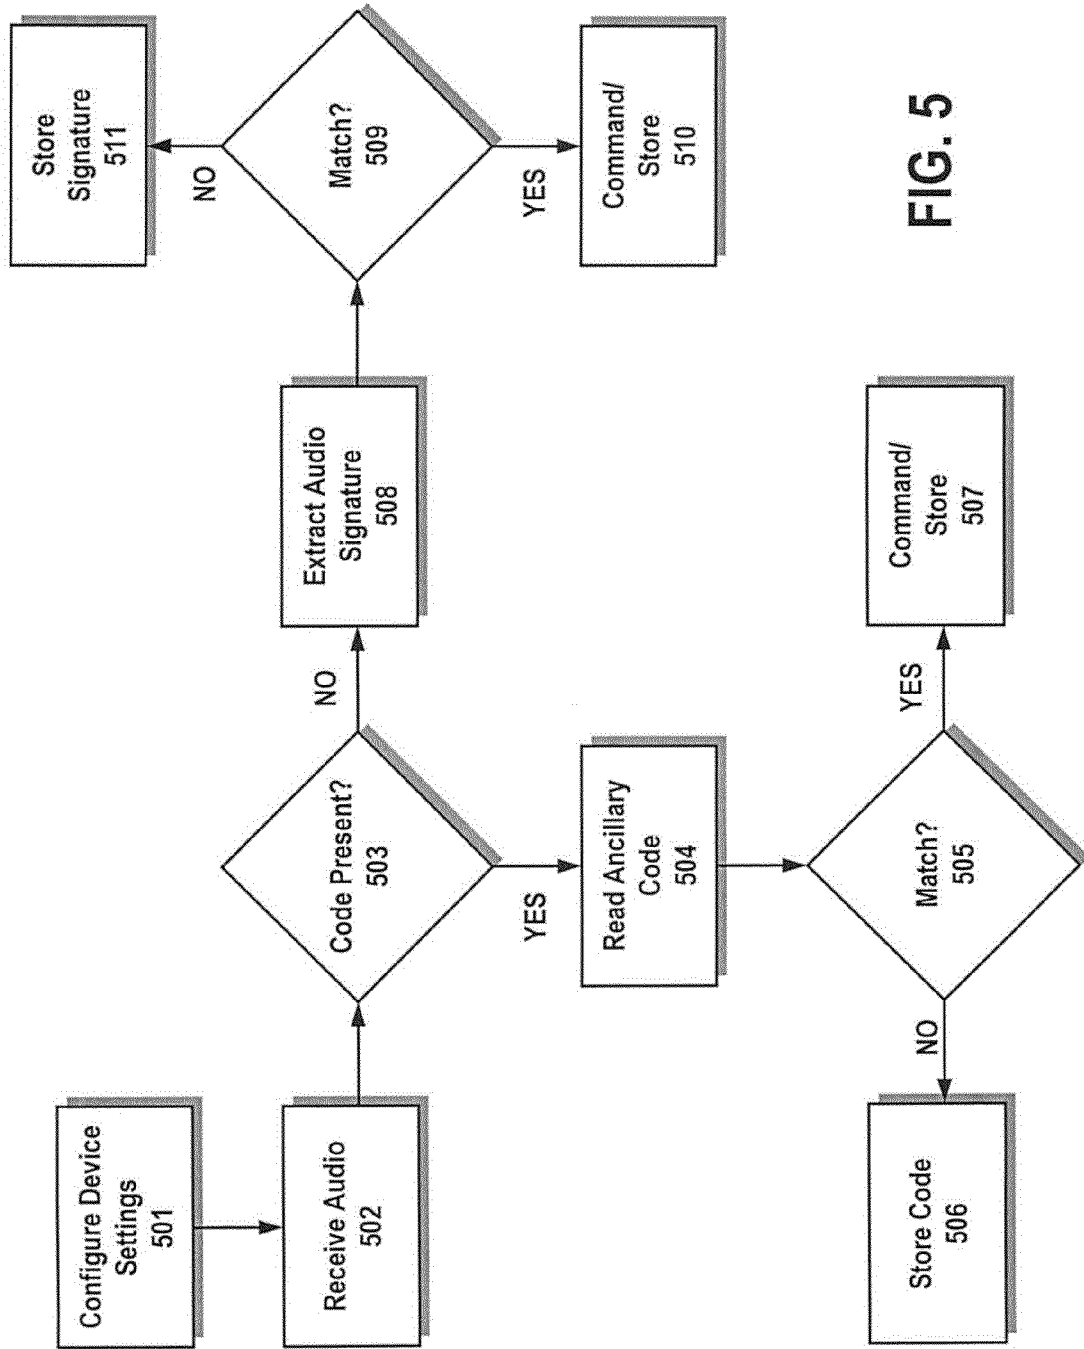 Configure Device
Settings
501
Receive Audio
502
Code Present?
503
NO
YES
Read Ancillary
Code
504
Match?
505
NO
YES
Store Code
506
Command/
Store
507
Extract Audio
Signature
508
Match?
509
NO
YES
Store
Signature
511
Command/
Store
510
FIG. 5